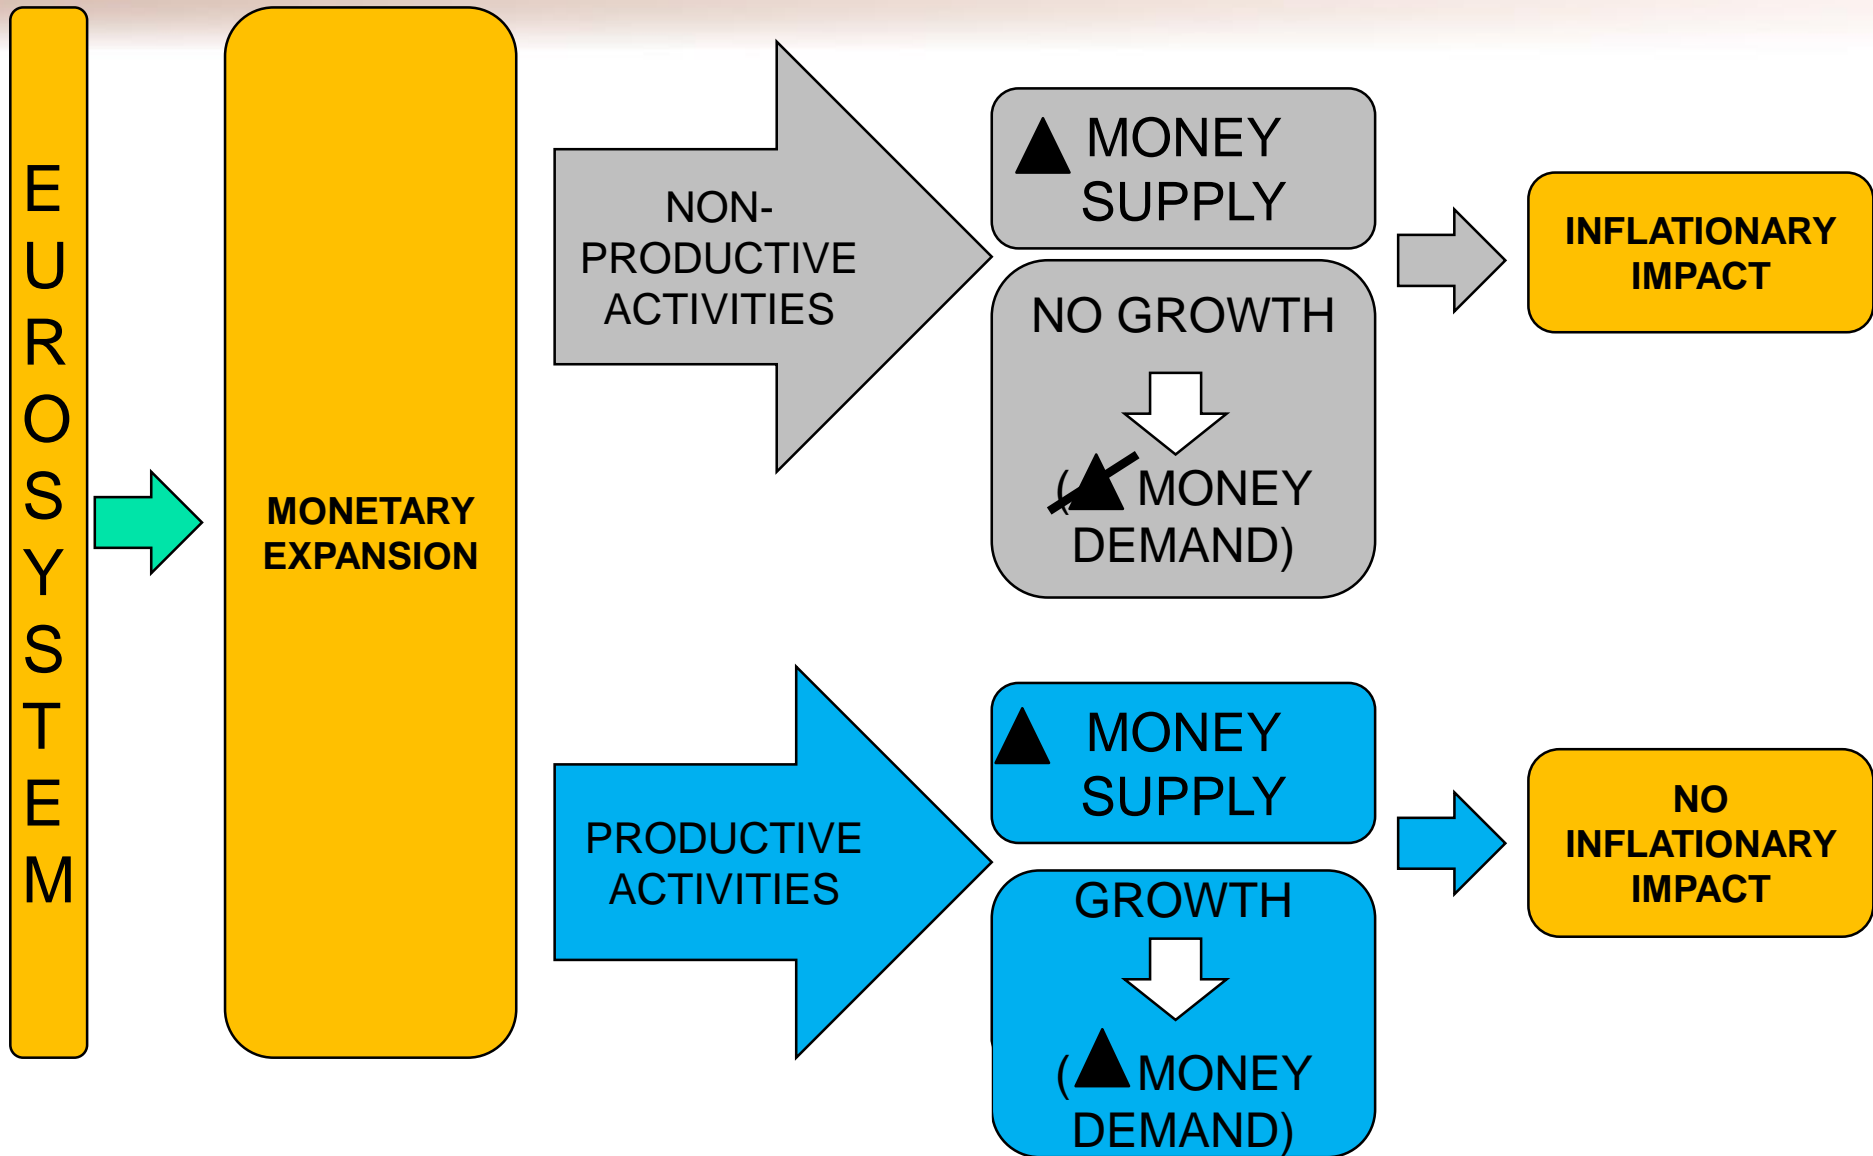 EUROSYSTEM
MONETARY
EXPANSION
NON-
PRODUCTIVE
ACTIVITIES
MONEY
SUPPLY
NO GROWTH
( MONEY
DEMAND)
INFLATIONARY
IMPACT
PRODUCTIVE
ACTIVITIES
MONEY
SUPPLY
GROWTH
( MONEY
DEMAND)
NO
INFLATIONARY
IMPACT